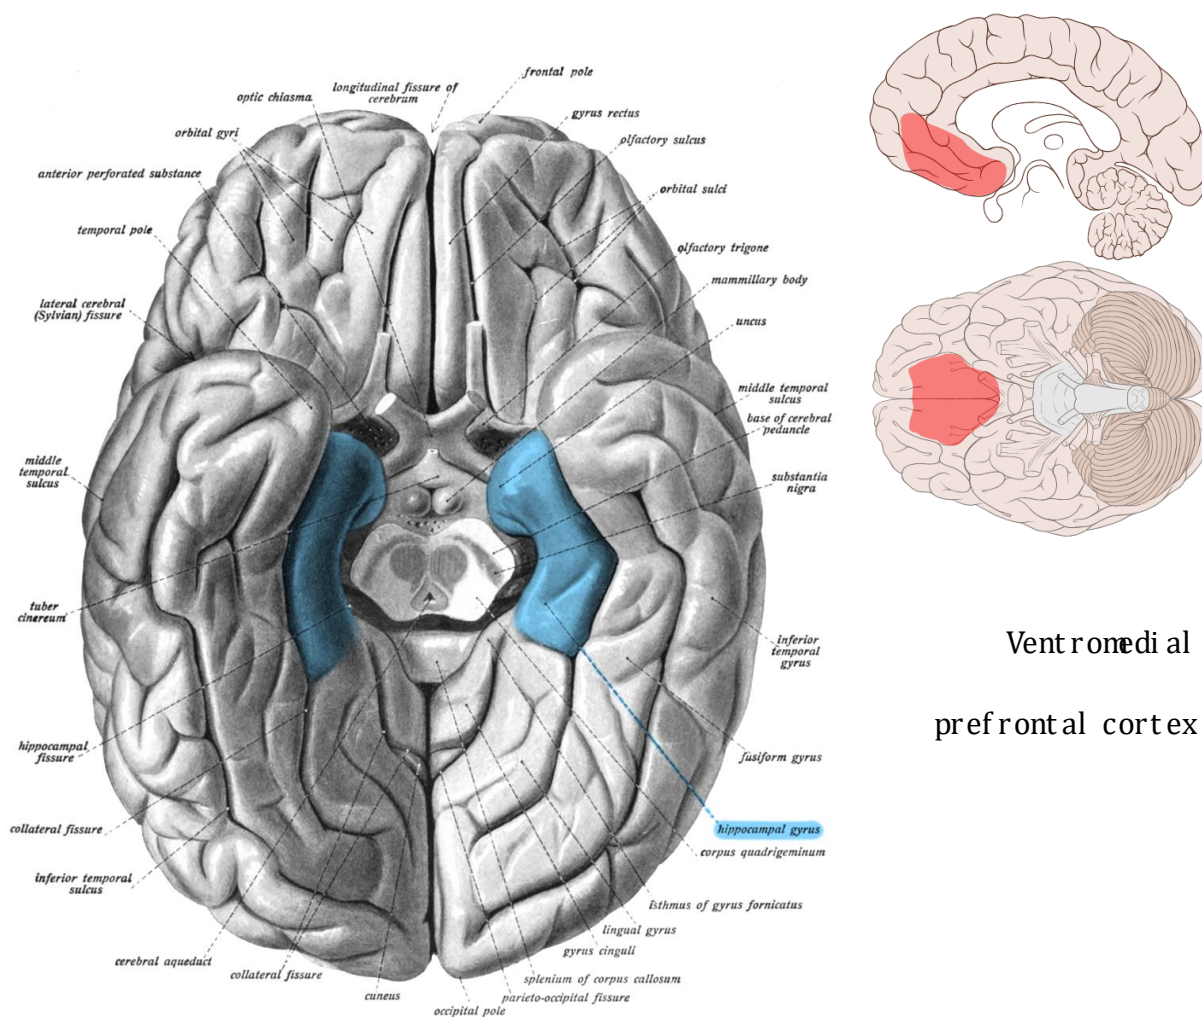 frontal pole
longitudinal fissure of
cerebrum
optic chiasma
gyrus rectus
orbital gyri
olfactory sulcus
anterior perforated substance
orbital sulci
temporal pole
olfactory trigone
mammillary body
lateral cerebral
(Sylvian) fissure
uncus
middle temporal
sulcus
base of cerebral
peduncle
middle
temporal
sulcus
substantia
nigra
tuber
cinereum
inferior
temporal
gyrus
hippocampal
fissure
fusiform gyrus
collateral fissure
hippocampal gyrus
corpus quadrigeminum
inferior temporal
sulcus
isthmus of gyrus fornicatus
lingual gyrus
gyrus cinguli
cerebral aqueduct
collateral fissure
splenium of corpus callosum
cuneus
parieto-occipital fissure
occipital pole
Ventromedial
prefrontal cortex